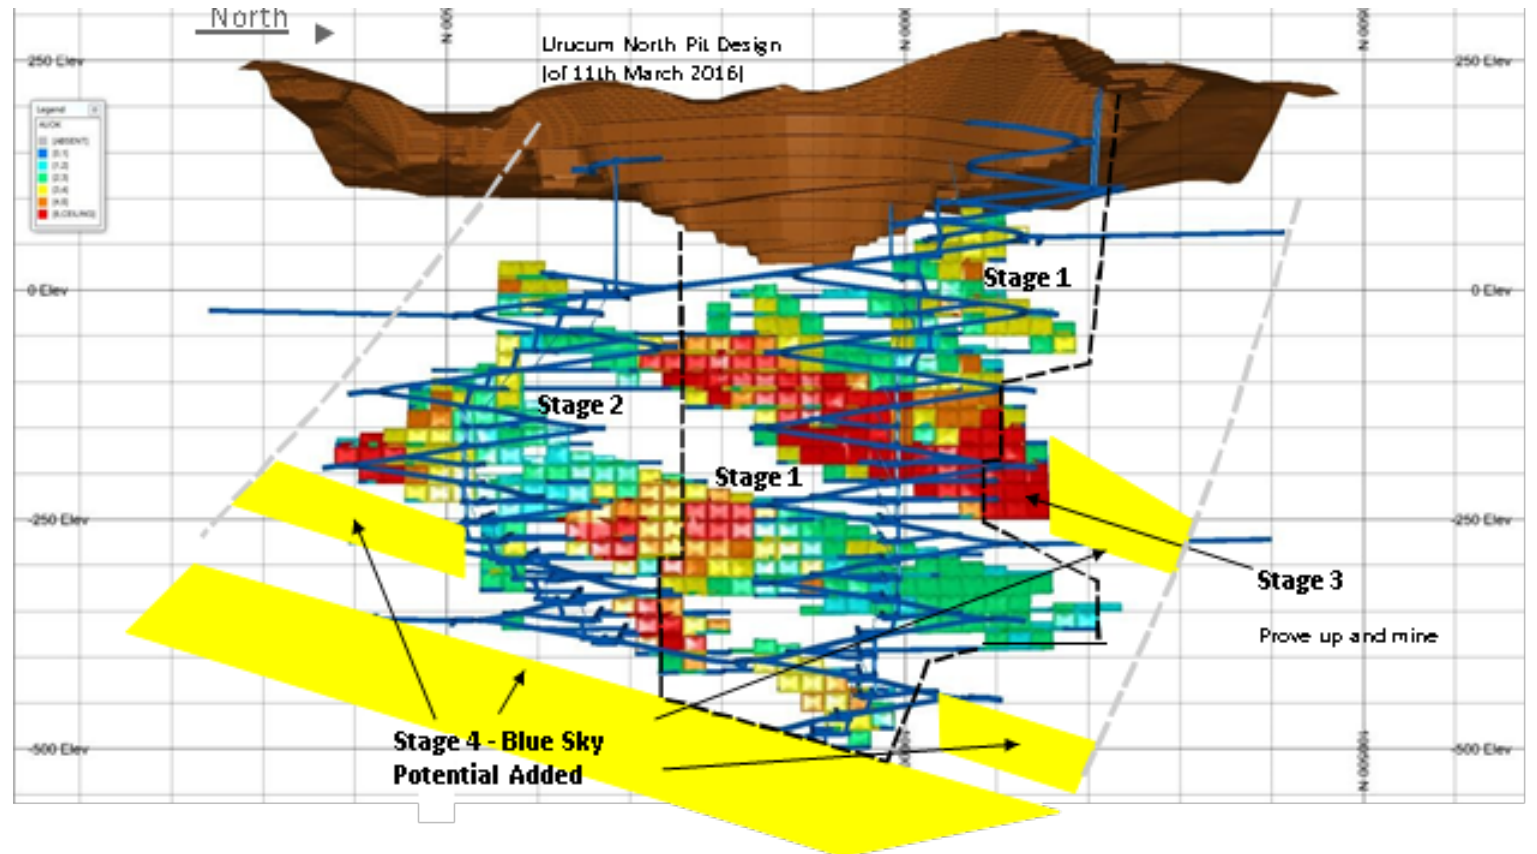 North
Urucum North Pit Design
(of 11th March 2016)
250 Elev
250 Elev
Legend
[ABSENT]
Stage 1
0 Elev
0 Elev
Stage 2
Stage 1
-250 Elev
-250 Elev
Stage 3
Prove up and mine
Stage 4 - Blue Sky
Potential Added
-500 Elev
-500 Elev